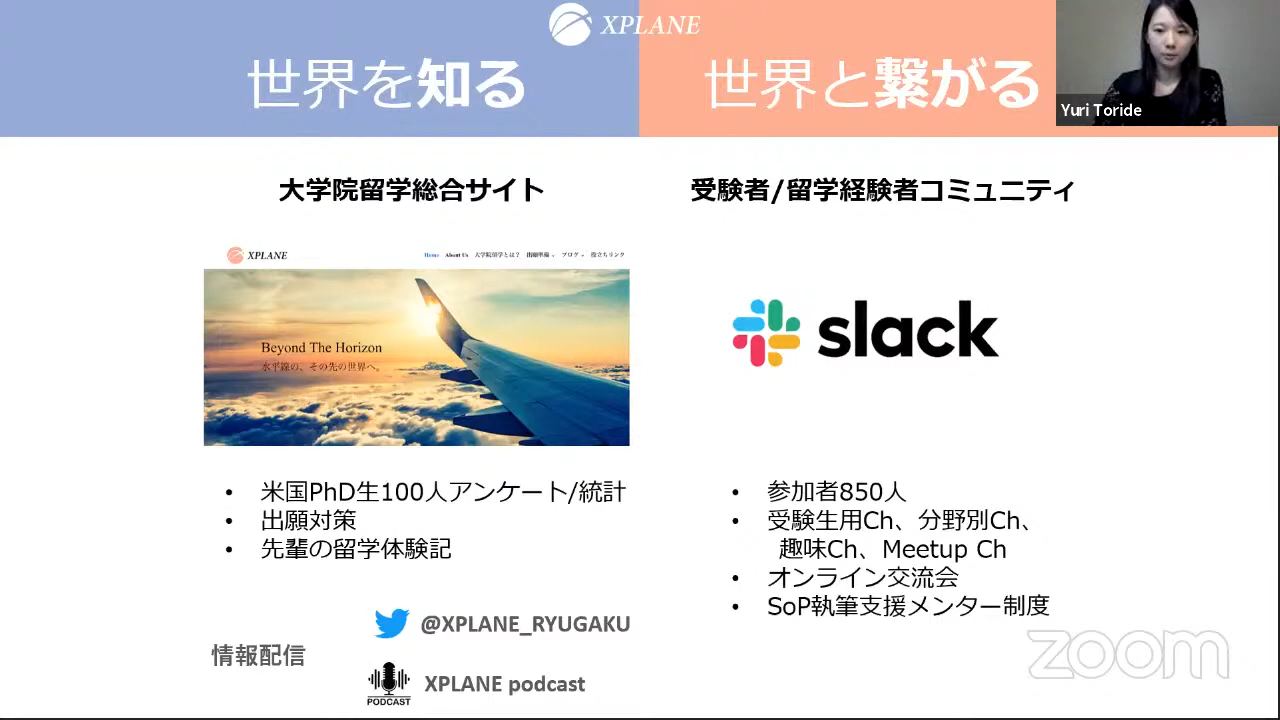 XPLANE
世界を知る
世界と繋がる
Yuri Toride
大学院留学総合サイト
受験者/留学経験者コミュニティ
XPLANE
Home About Us 大学院留学とは? 出願準備 ブログ 役立ちリンク
Beyond The Horizon
水平線の、その先の世界へ。
slack
• 米国PhD生100人アンケート/統計
• 出願対策
• 先輩の留学体験記
• 参加者850人
• 受験生用Ch、分野別Ch、
趣味Ch、Meetup Ch
• オンライン交流会
• SoP執筆支援メンター制度
情報配信
@XPLANE_RYUGAKU
PODCAST
XPLANE podcast
zoom